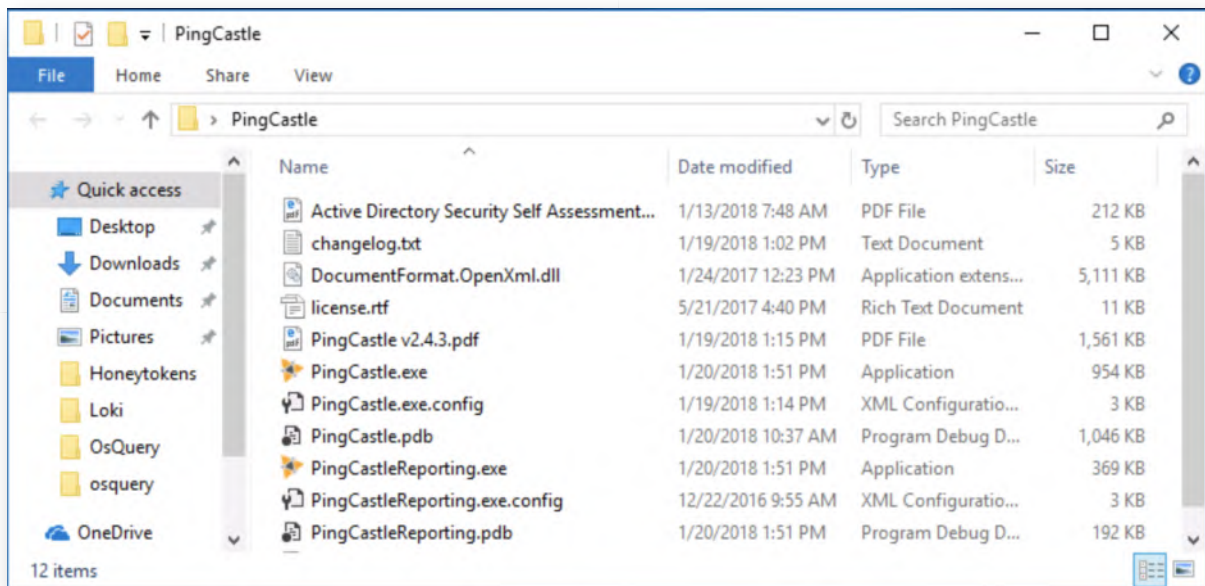 PingCastle
File Home Share View
PingCastle Search PingCastle
Name Date modified Type Size
Quick access
Desktop
Downloads
Documents
Pictures
Honeytokens
Loki
OsQuery
osquery
OneDrive
Active Directory Security Self Assessment... 1/13/2018 7:48 AM PDF File 212 KB
changelog.txt 1/19/2018 1:02 PM Text Document 5 KB
DocumentFormat.OpenXml.dll 1/24/2017 12:23 PM Application extens... 5,111 KB
license.rtf 5/21/2017 4:40 PM Rich Text Document 11 KB
PingCastle v2.4.3.pdf 1/19/2018 1:15 PM PDF File 1,561 KB
PingCastle.exe 1/20/2018 1:51 PM Application 954 KB
PingCastle.exe.config 1/19/2018 1:14 PM XML Configuratio... 3 KB
PingCastle.pdb 1/20/2018 10:37 AM Program Debug D... 1,046 KB
PingCastleReporting.exe 1/20/2018 1:51 PM Application 369 KB
PingCastleReporting.exe.config 12/22/2016 9:55 AM XML Configuratio... 3 KB
PingCastleReporting.pdb 1/20/2018 1:51 PM Program Debug D... 192 KB
12 items